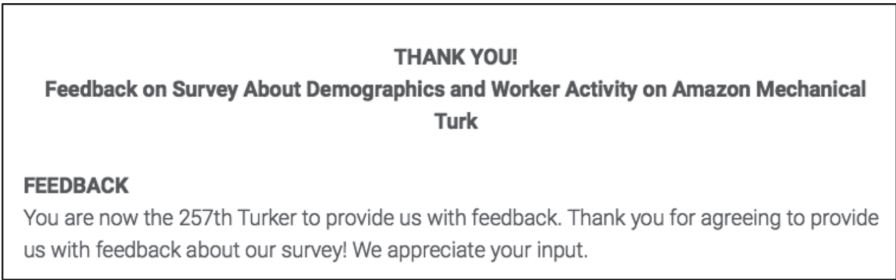 THANK YOU!
Feedback on Survey About Demographics and Worker Activity on Amazon Mechanical
Turk
FEEDBACK
You are now the 257th Turker to provide us with feedback. Thank you for agreeing to provide
us with feedback about our survey! We appreciate your input.